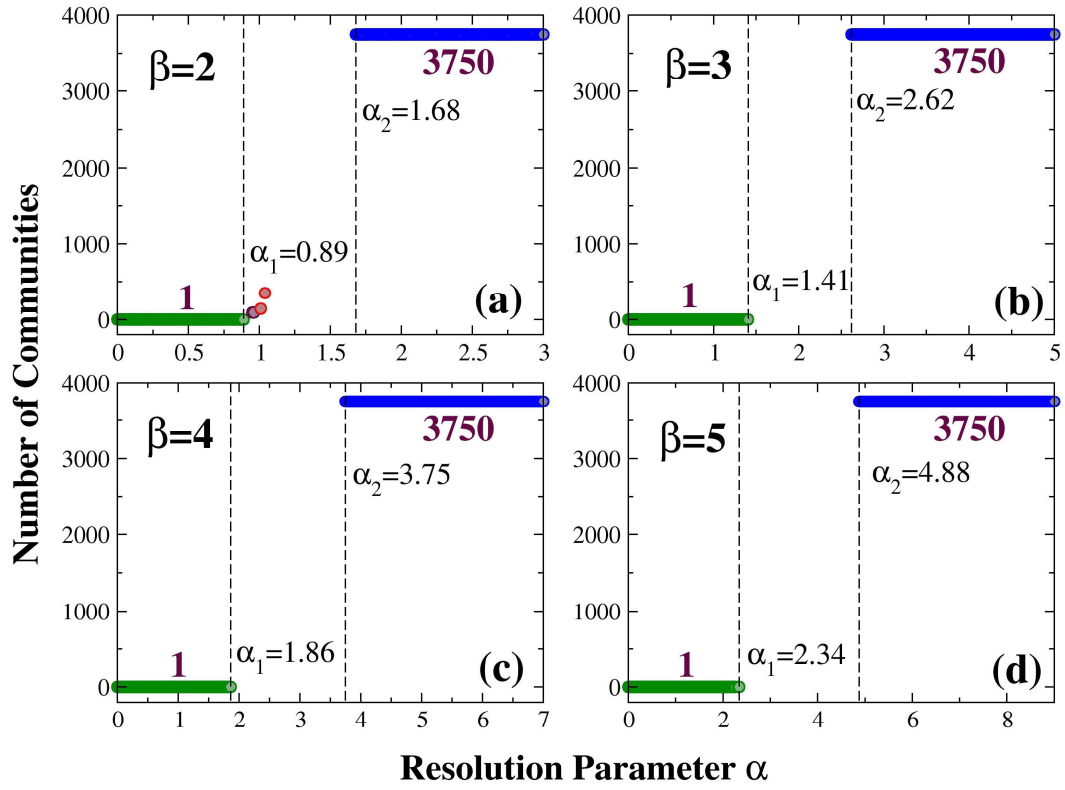 Number of Communities
4000
3000
2000
1000
0
β=2
3750
α2=1.68
α1=0.89
1
(a)
0 0.5 1 1.5 2 2.5 3
4000
3000
2000
1000
0
β=3
3750
α2=2.62
α1=1.41
1
(b)
0 1 2 3 4 5
4000
3000
2000
1000
0
β=4
3750
α2=3.75
α1=1.86
1
(c)
0 1 2 3 4 5 6 7
4000
3000
2000
1000
0
β=5
3750
α2=4.88
α1=2.34
1
(d)
0 2 4 6 8
Resolution Parameter α